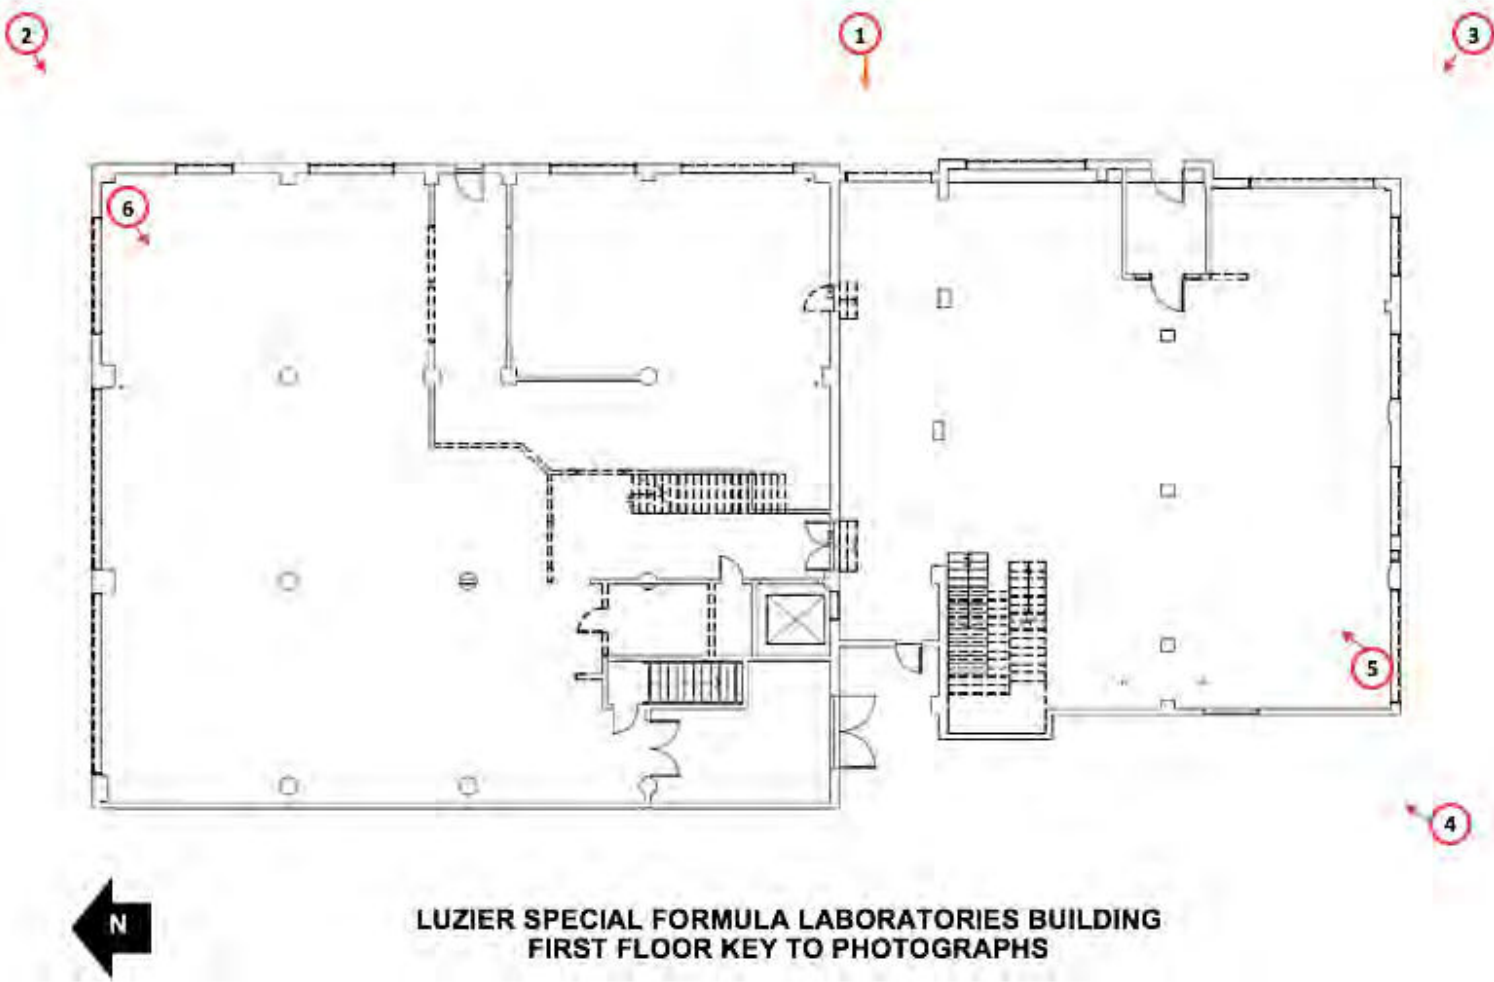 2
1
3
6
5
4
N
LUZIER SPECIAL FORMULA LABORATORIES BUILDING
FIRST FLOOR KEY TO PHOTOGRAPHS